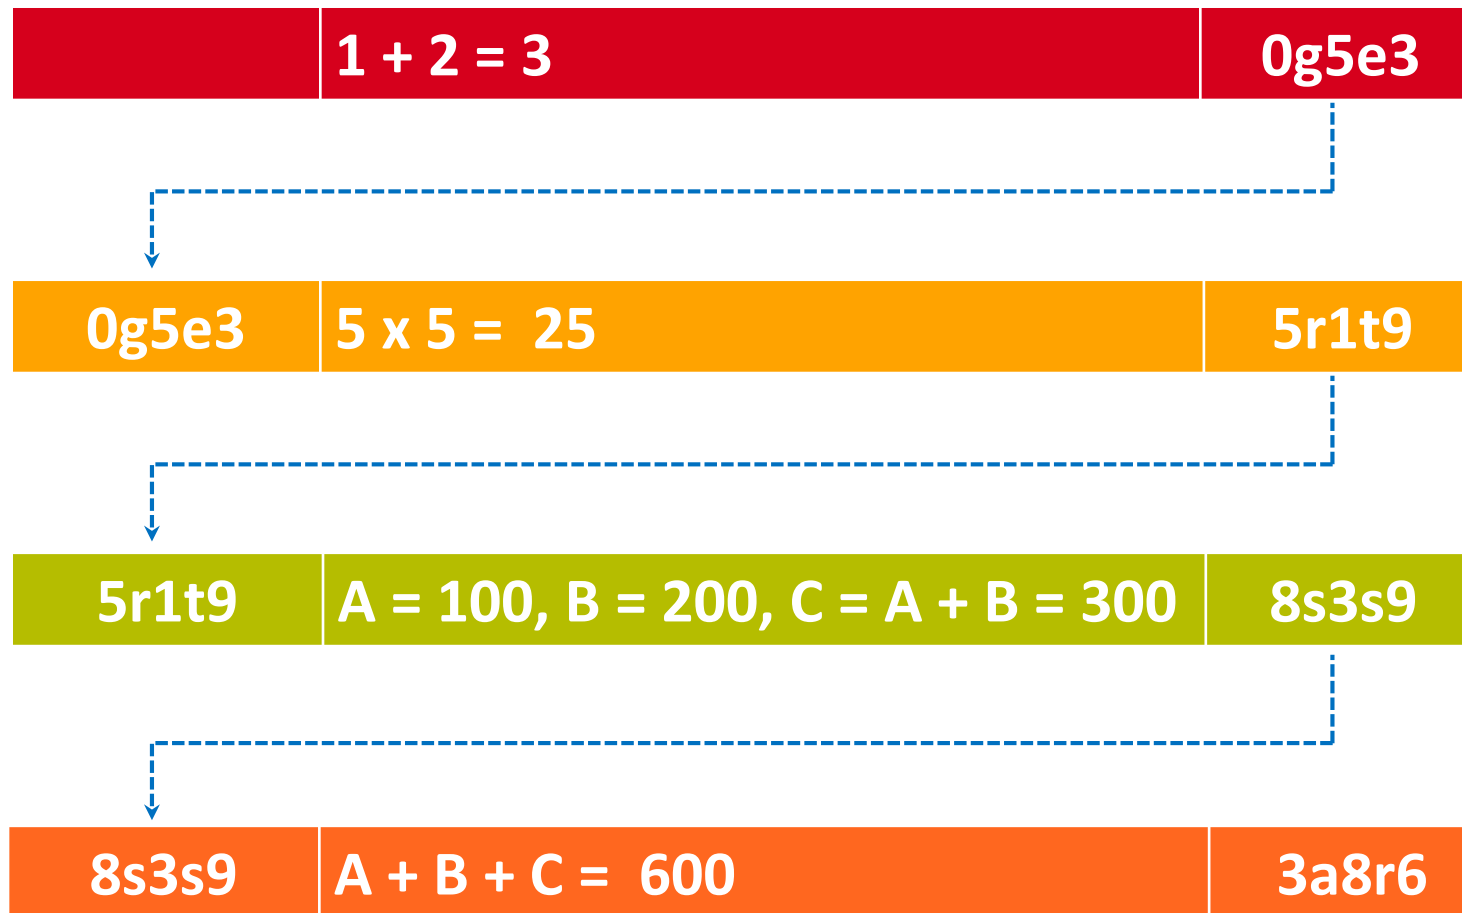 1 + 2 = 3 0g5e3
0g5e3 5 x 5 = 25 5r1t9
5r1t9 A = 100, B = 200, C = A + B = 300 8s3s9
8s3s9 A + B + C = 600 3a8r6